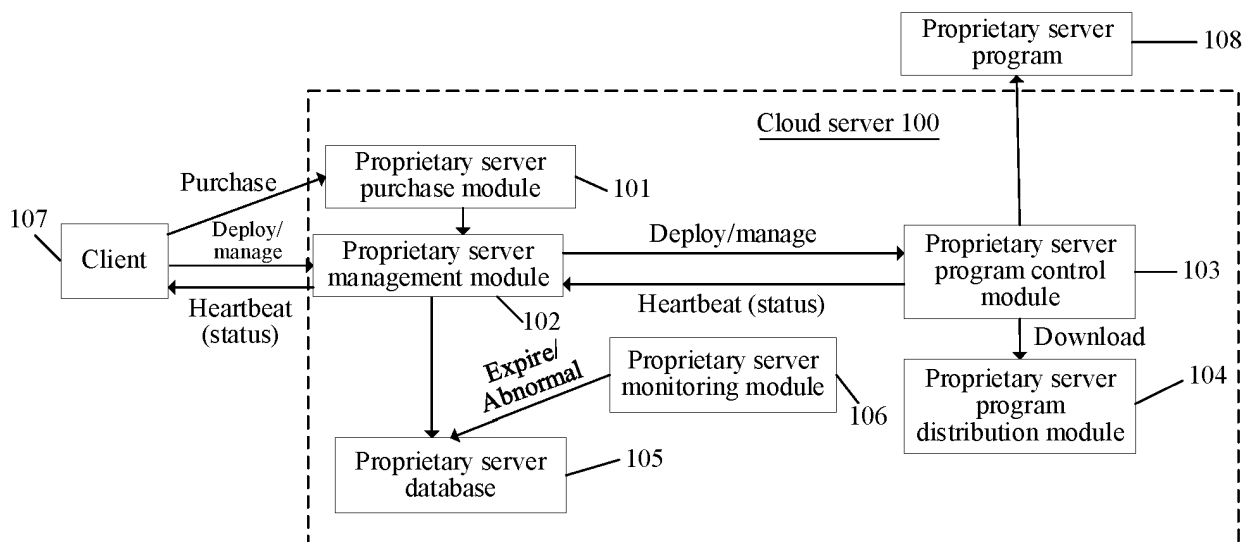 Proprietary server
program
108
Cloud server 100
Proprietary server
purchase module
101
Purchase
107
Client
Deploy/
manage
Heartbeat
(status)
Proprietary server
management module
102
Deploy/manage
Heartbeat (status)
Proprietary server
program control
module
103
Download
Expire/
Abnormal
Proprietary server
monitoring module
106
Proprietary server
program
distribution module
104
Proprietary server
database
105